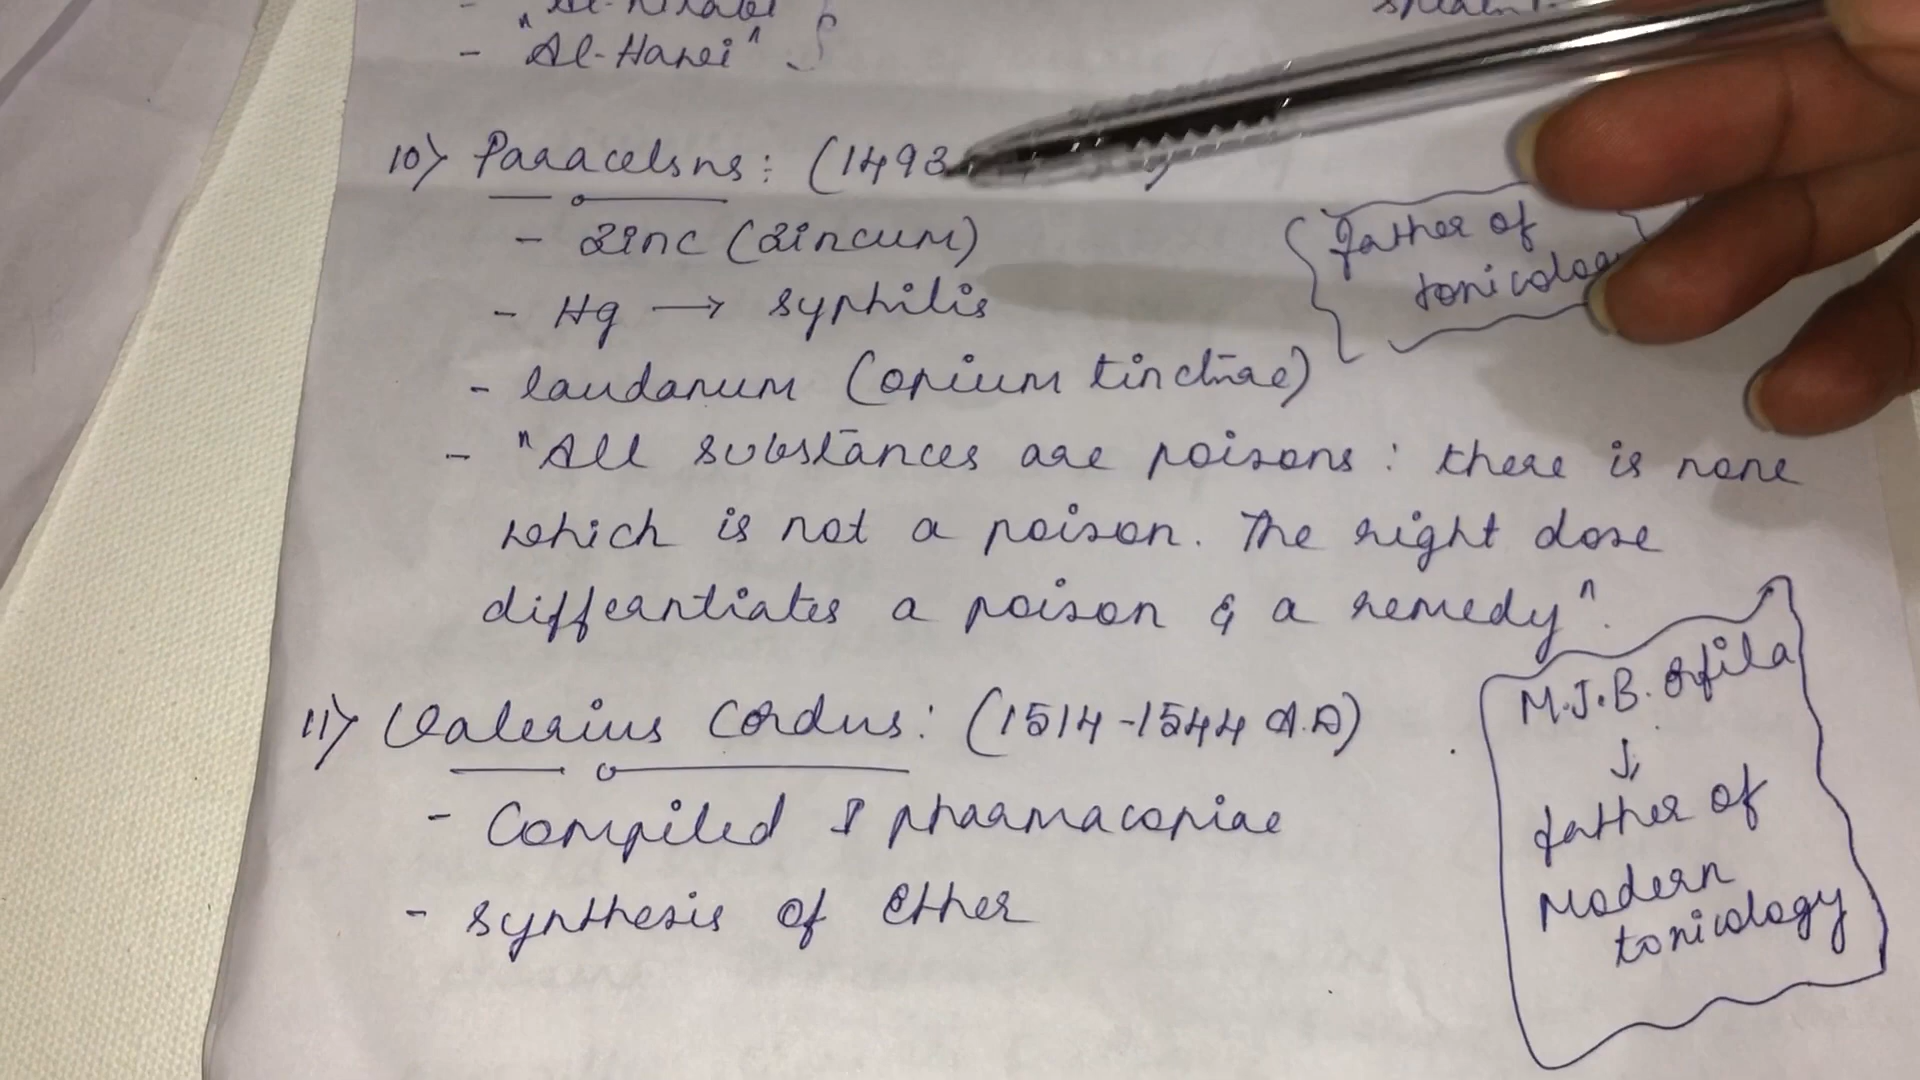 - "Al-Hawi"
10) Paracelsus: (1493
- zinc (zincum)
- Hg → syphilis
- laudanum (opium tincturae)
- "All substances are poisons: there is none
which is not a poison. The right dose
differentiates a poison & a remedy".
father of
toxicology
11) Valerius Cordus: (1514-1544 A.D)
- Compiled I pharmacopiae
- synthesis of Ether
M.J.B. Orfila
↓
father of
Modern
toxicology